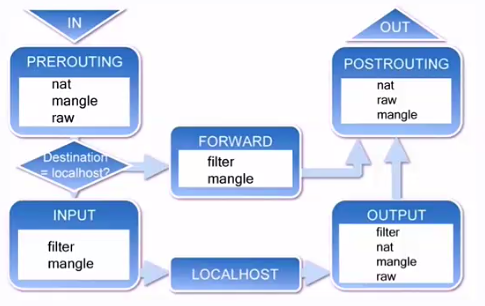 IN
OUT
PREROUTING
nat
mangle
raw
POSTROUTING
nat
raw
mangle
Destination
= localhost?
FORWARD
filter
mangle
INPUT
filter
mangle
LOCALHOST
OUTPUT
filter
nat
mangle
raw